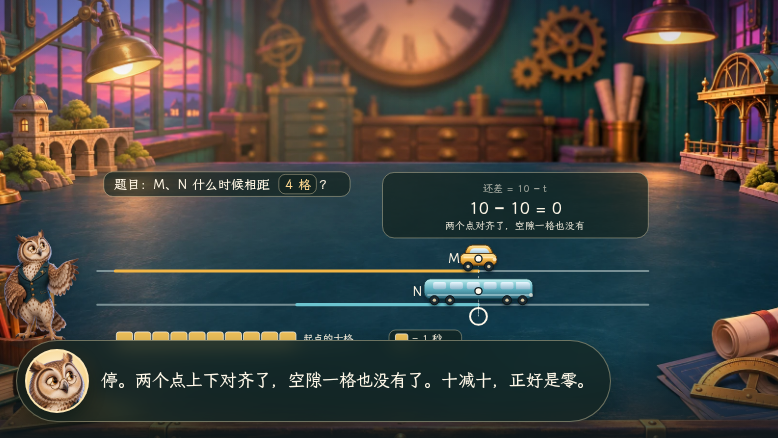 题目：M、N 什么时候相距 4 格 ？
还差 = 10 − t
10 − 10 = 0
两个点对齐了，空隙一格也没有
M
N
起点的十格
= 1 秒
停。两个点上下对齐了，空隙一格也没有了。十减十，正好是零。